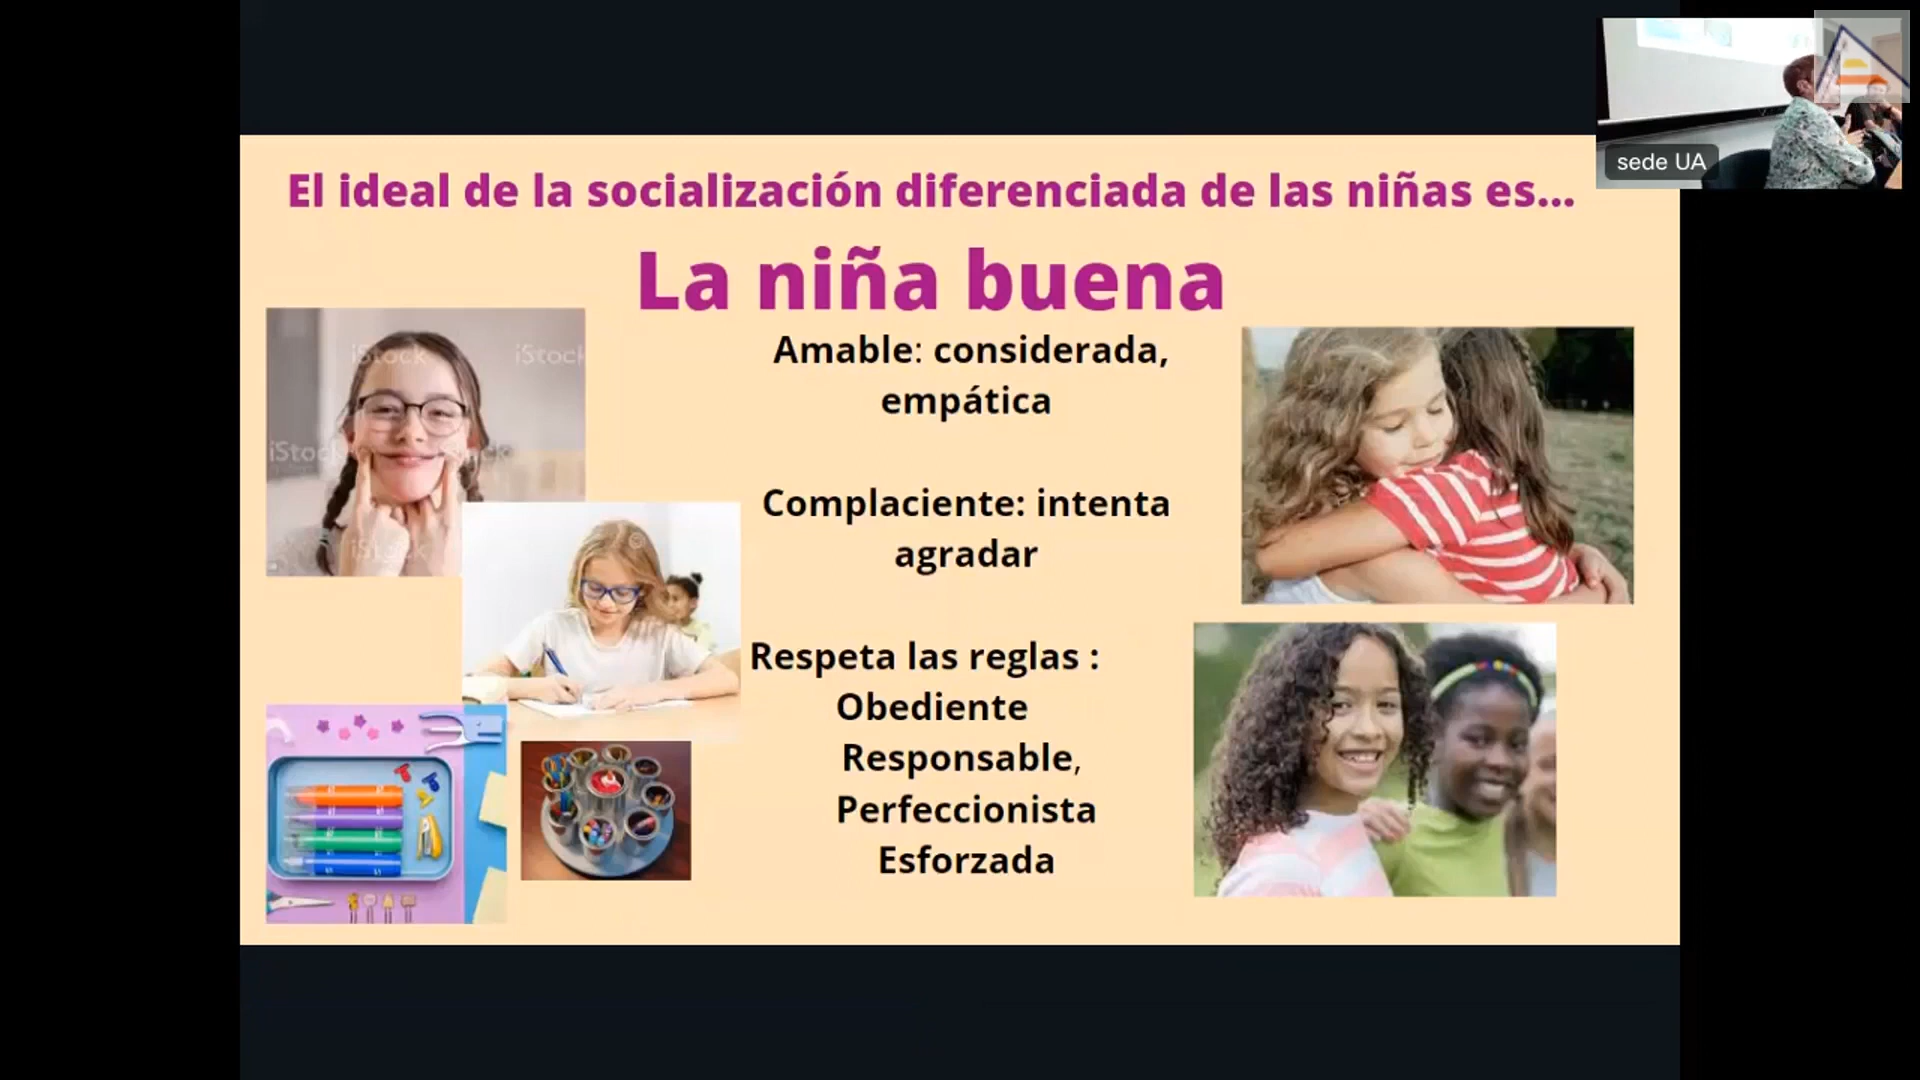 El ideal de la socialización diferenciada de las niñas es...
La niña buena
Amable: considerada,
empática
Complaciente: intenta
agradar
Respeta las reglas :
Obediente
Responsable,
Perfeccionista
Esforzada
iStock
iStock
iStock
iStock
sede UA